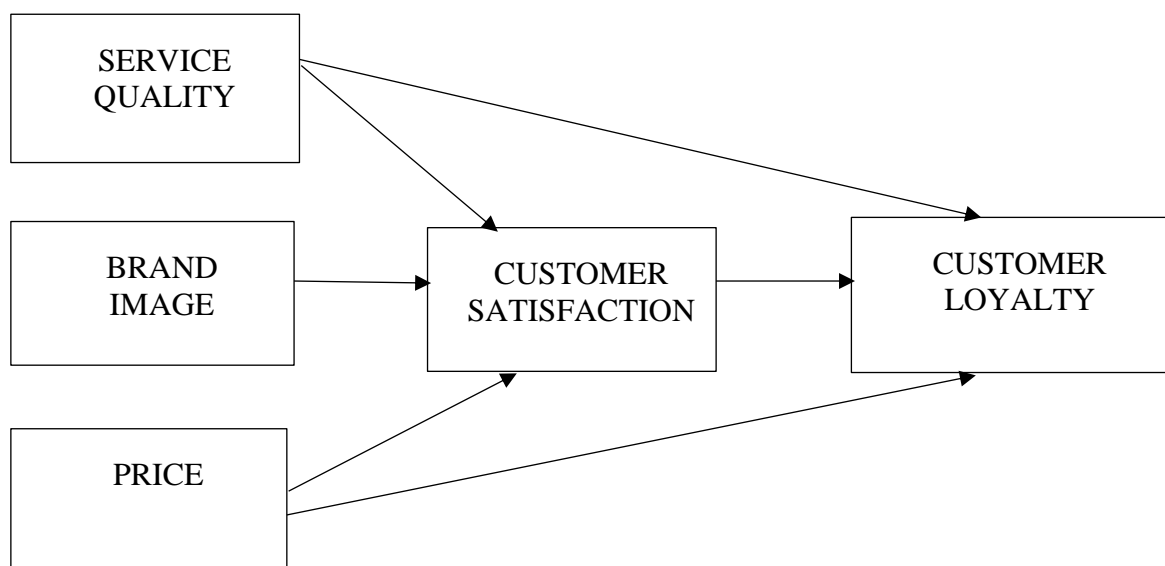 SERVICE
QUALITY
BRAND
IMAGE
CUSTOMER
SATISFACTION
CUSTOMER
LOYALTY
PRICE